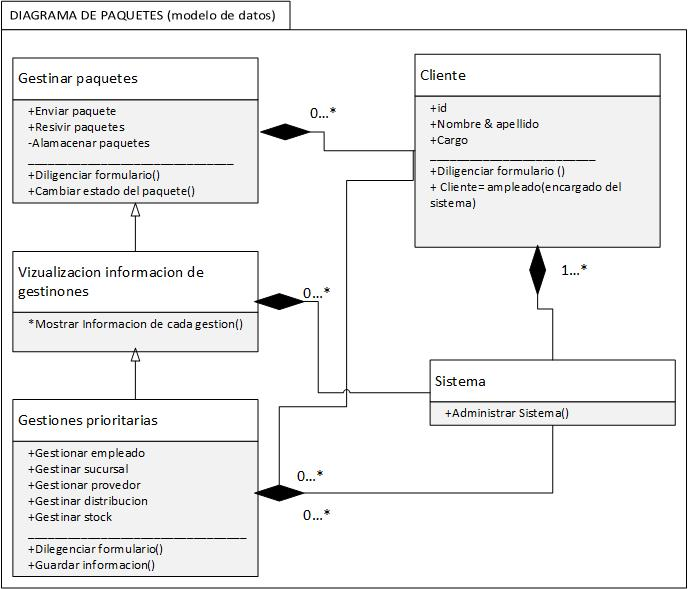 DIAGRAMA DE PAQUETES (modelo de datos)
Gestinar paquetes
+Enviar paquete
+Resivir paquetes
-Alamacenar paquetes
+Diligenciar formulario()
+Cambiar estado del paquete()
0...*
Cliente
+id
+Nombre & apellido
+Cargo
+Diligenciar formulario ()
+ Cliente= ampleado(encargado del
sistema)
Vizualizacion informacion de
gestinones
*Mostrar Informacion de cada gestion()
0...*
1...*
Sistema
+Administrar Sistema()
Gestiones prioritarias
+Gestionar empleado
+Gestinar sucursal
+Gestionar provedor
+Gestinar distribucion
+Gestinar stock
+Dilegenciar formulario()
+Guardar informacion()
0...*
0...*